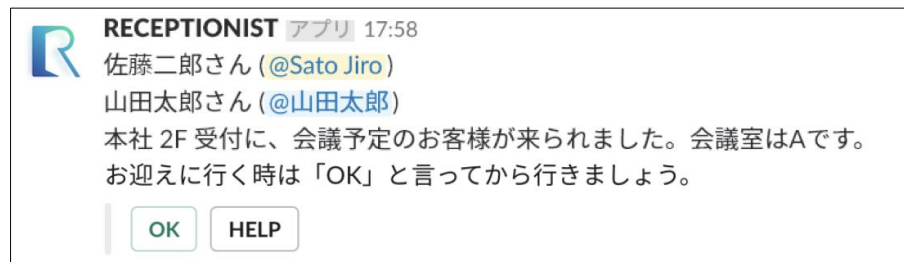 RECEPTIONIST アプリ 17:58
佐藤二郎さん (@Sato Jiro)
山田太郎さん (@山田太郎)
本社 2F 受付に、会議予定のお客様が来られました。会議室はAです。
お迎えに行く時は「OK」と言ってから行きましょう。
OK HELP